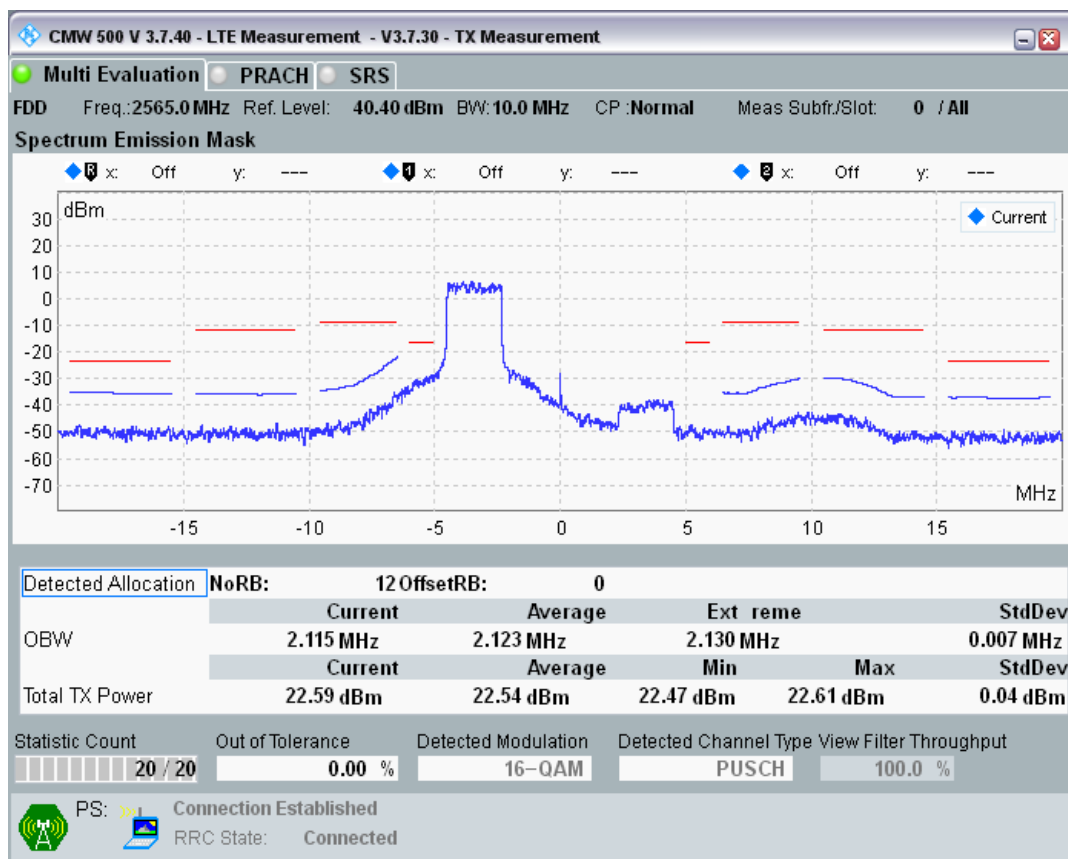 CMW 500 V 3.7.40 - LTE Measurement - V3.7.30 - TX Measurement
Multi Evaluation PRACH SRS
FDD Freq.:2565.0 MHz Ref. Level: 40.40 dBm BW: 10.0 MHz CP :Normal Meas Subfr./Slot: 0 / All
Spectrum Emission Mask
R x: Off y: --- 1 x: Off y: --- 2 x: Off y: ---
dBm
Current
30
20
10
0
-10
-20
-30
-40
-50
-60
-70
MHz
-15 -10 -5 0 5 10 15
Detected Allocation NoRB: 12 OffsetRB: 0
Current Average Ext reme StdDev
OBW 2.115 MHz 2.123 MHz 2.130 MHz 0.007 MHz
Current Average Min Max StdDev
Total TX Power 22.59 dBm 22.54 dBm 22.47 dBm 22.61 dBm 0.04 dBm
Statistic Count Out of Tolerance Detected Modulation Detected Channel Type View Filter Throughput
20 / 20 0.00 % 16-QAM PUSCH 100.0 %
PS: Connection Established
RRC State: Connected